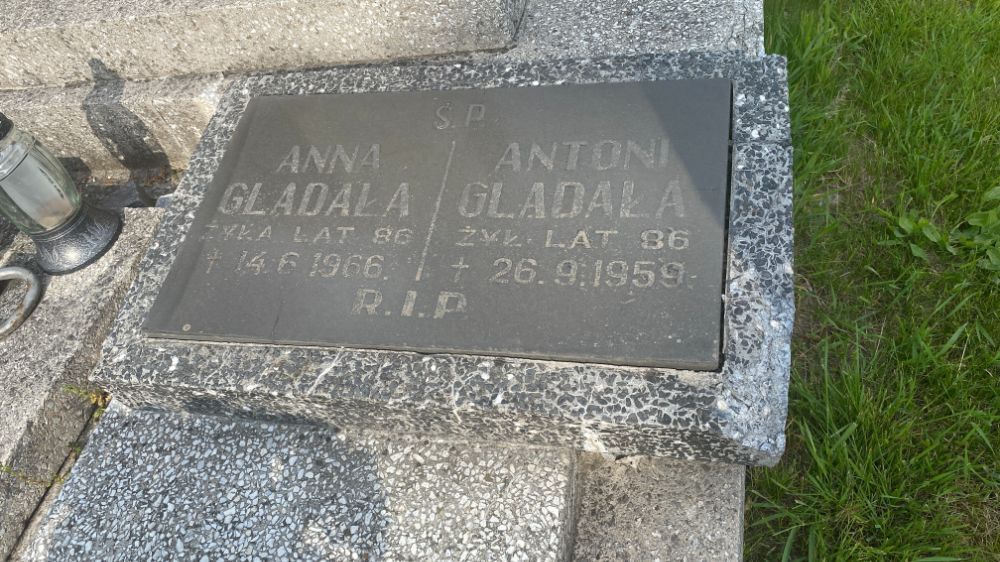 Ś.P.
ANNA
GLADAŁA
ŻYŁA LAT 86
† 14.6 1966.
ANTONI
GLADAŁA
ŻYŁ. LAT 86
† 26.9.1959.
R.I.P